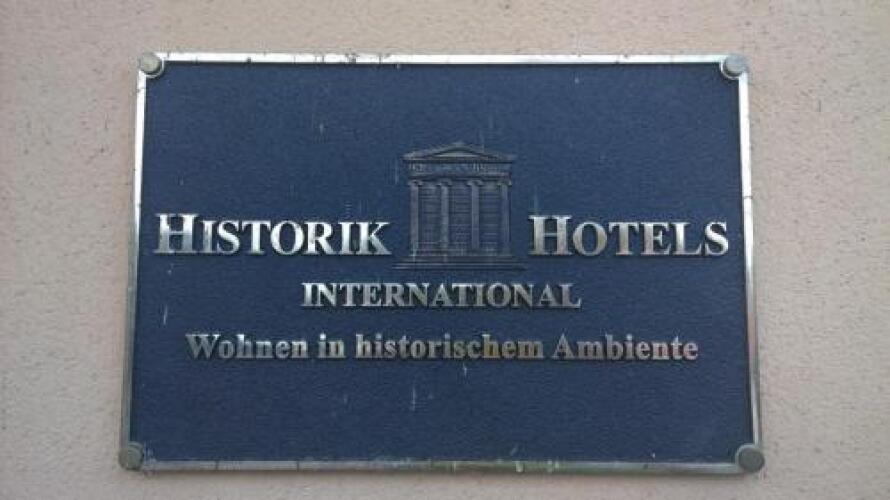 HISTORIK HOTELS
INTERNATIONAL
Wohnen in historischem Ambiente